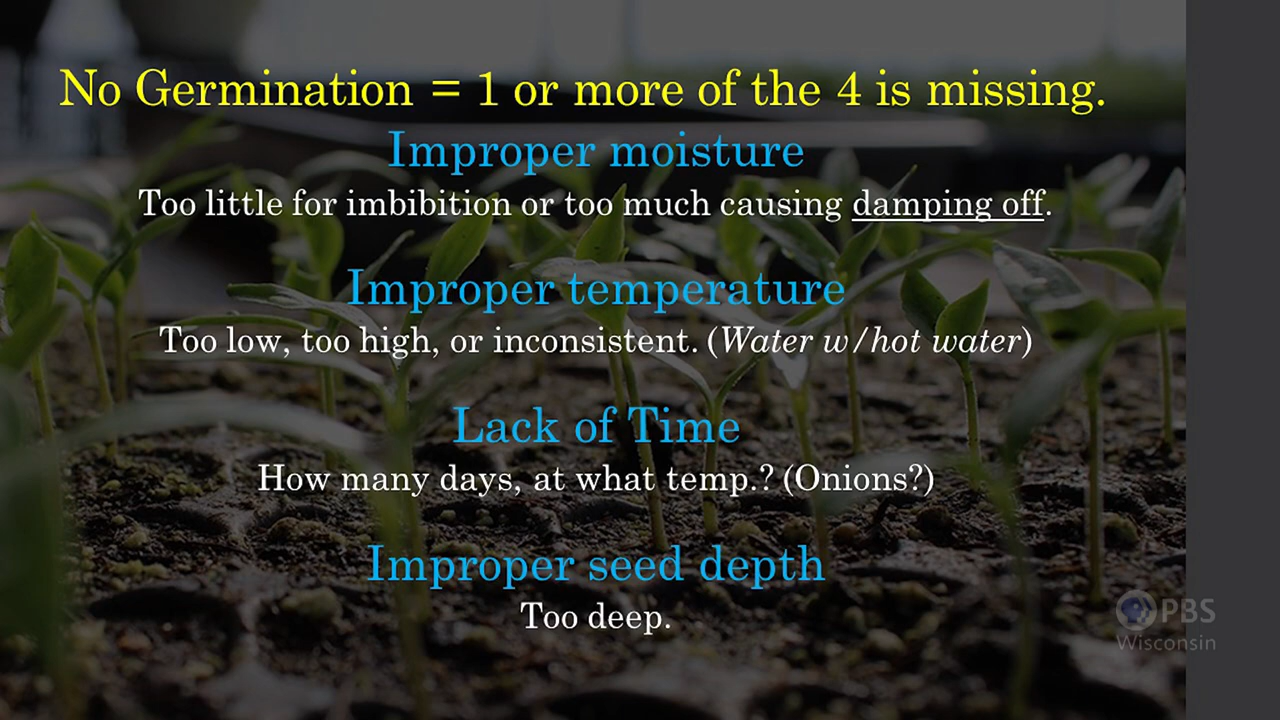 No Germination = 1 or more of the 4 is missing.
Improper moisture
Too little for imbibition or too much causing damping off.
Improper temperature
Too low, too high, or inconsistent. (Water w/hot water)
Lack of Time
How many days, at what temp.? (Onions?)
Improper seed depth
Too deep.
PBS
Wisconsin